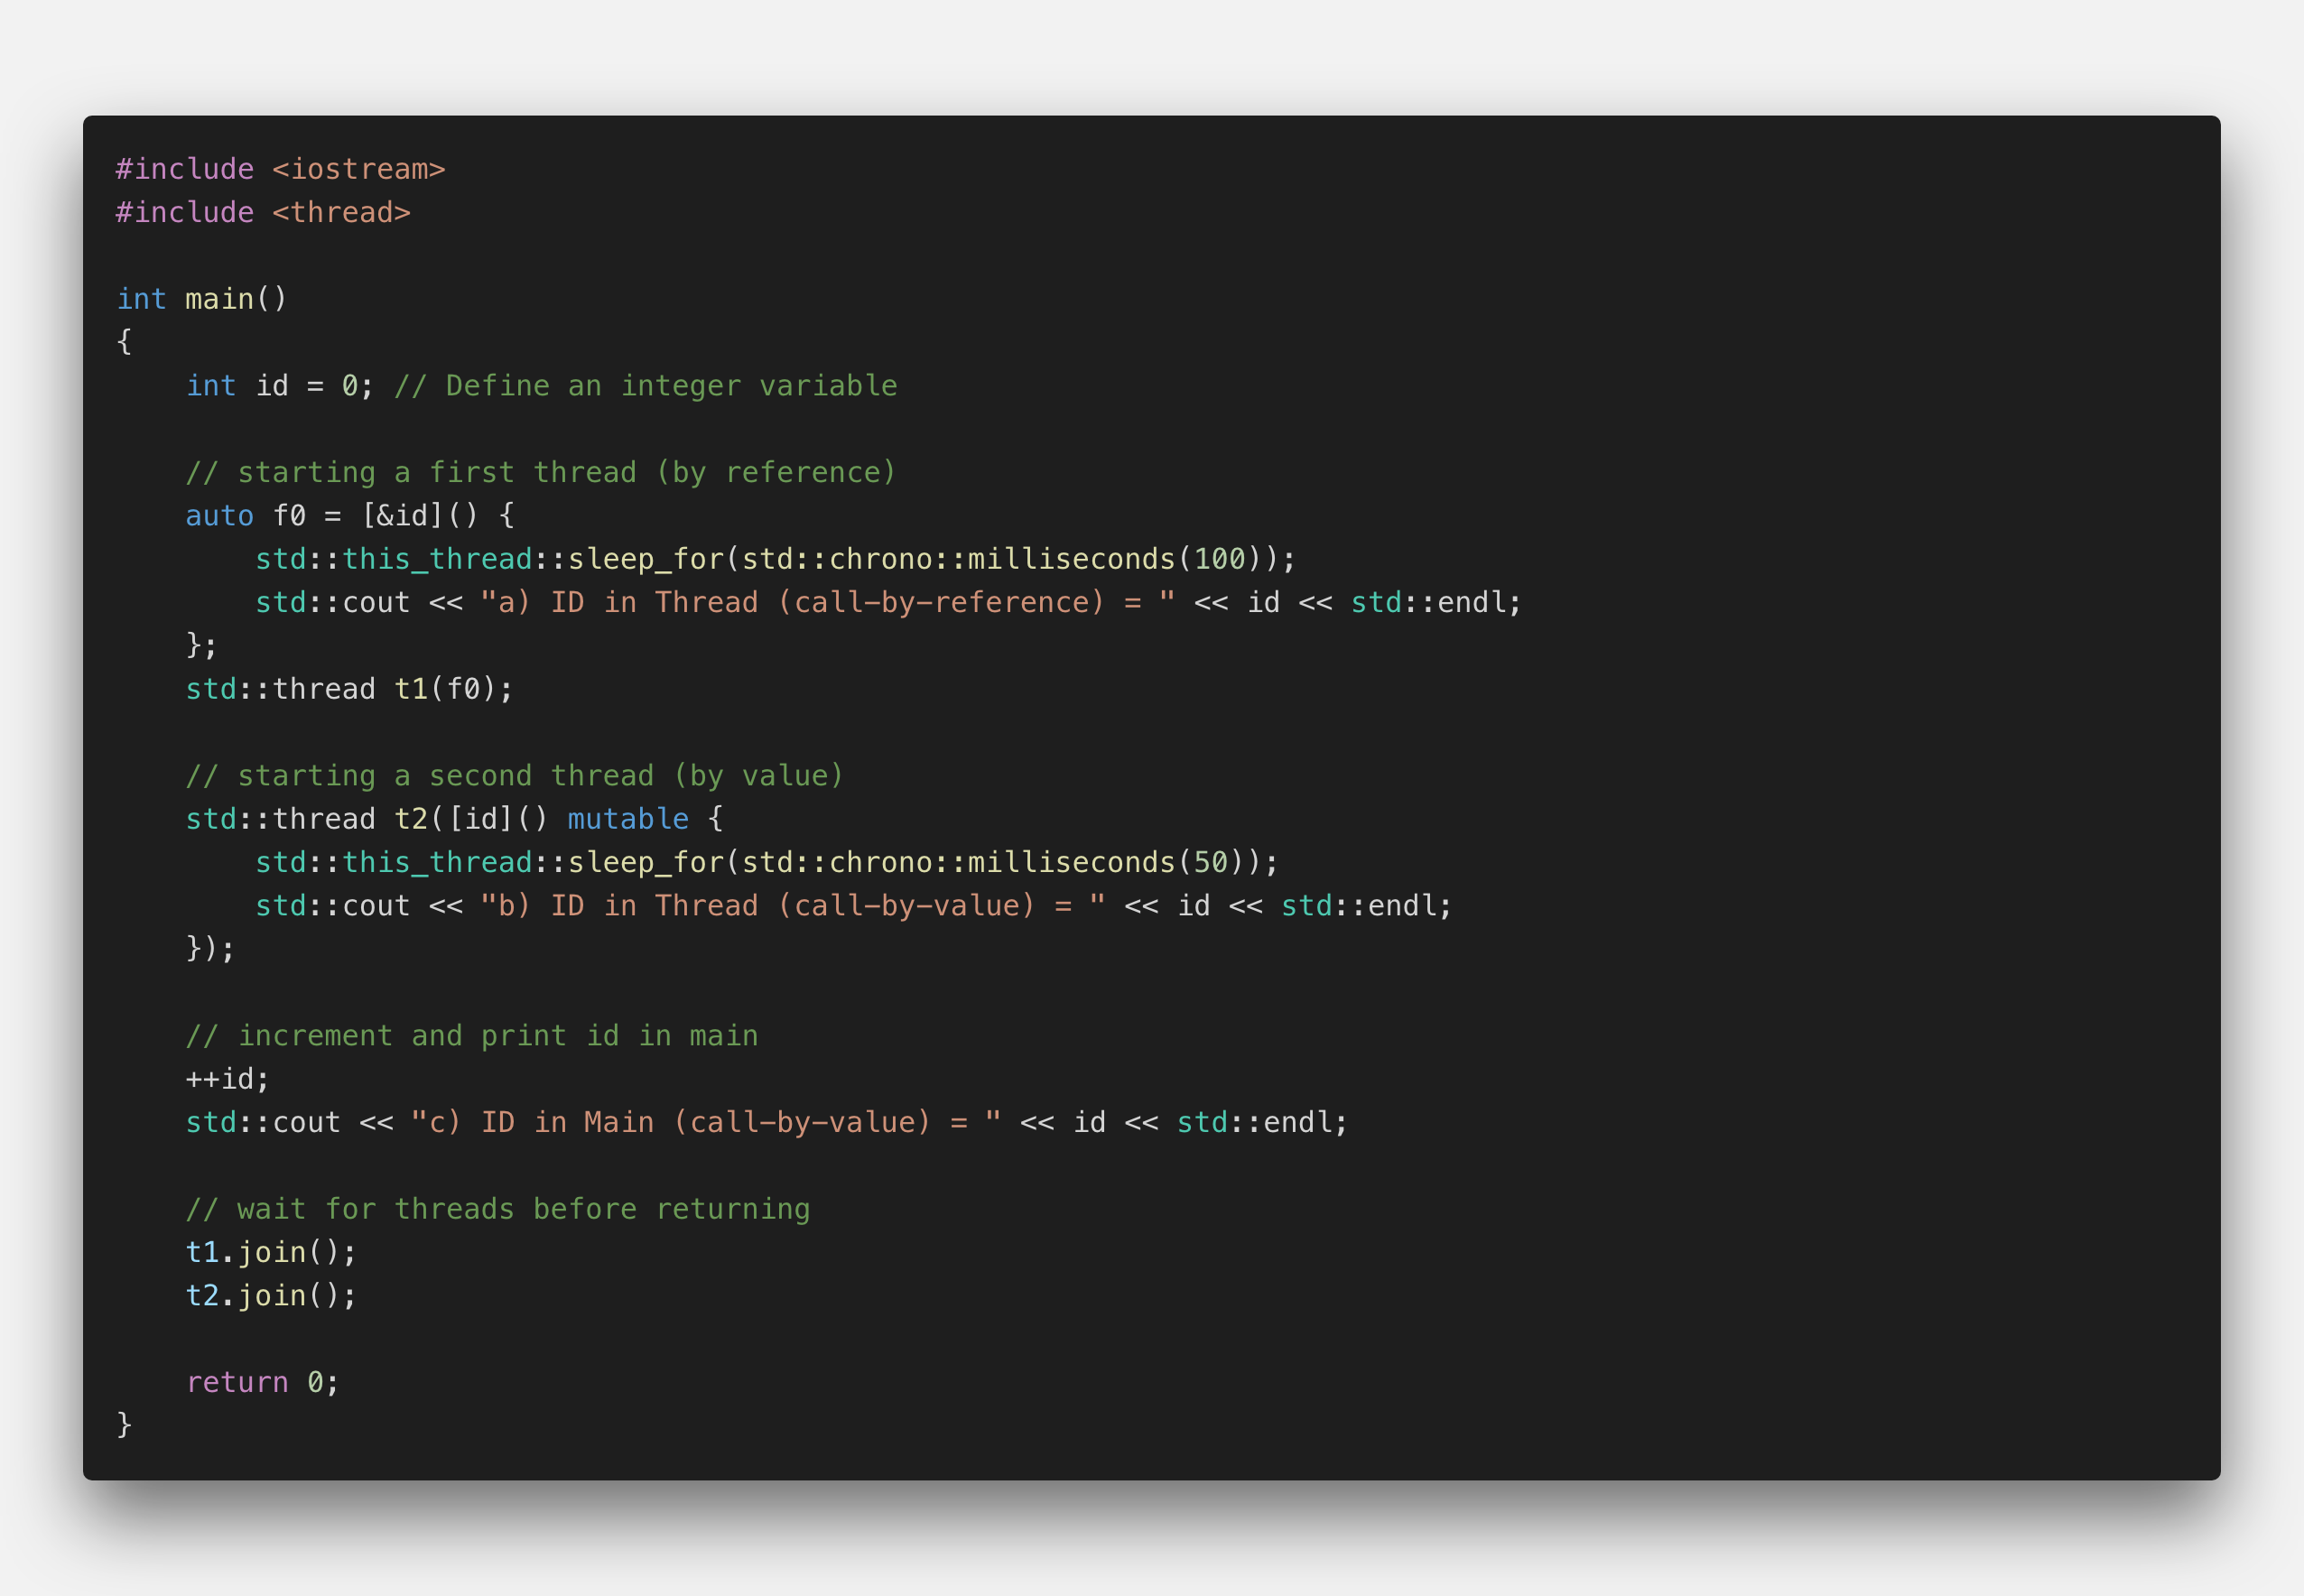 #include <iostream>
#include <thread>

int main()
{
    int id = 0; // Define an integer variable

    // starting a first thread (by reference)
    auto f0 = [&id]() {
        std::this_thread::sleep_for(std::chrono::milliseconds(100));
        std::cout << "a) ID in Thread (call-by-reference) = " << id << std::endl;
    };
    std::thread t1(f0);

    // starting a second thread (by value)
    std::thread t2([id]() mutable {
        std::this_thread::sleep_for(std::chrono::milliseconds(50));
        std::cout << "b) ID in Thread (call-by-value) = " << id << std::endl;
    });

    // increment and print id in main
    ++id;
    std::cout << "c) ID in Main (call-by-value) = " << id << std::endl;

    // wait for threads before returning
    t1.join();
    t2.join();

    return 0;
}